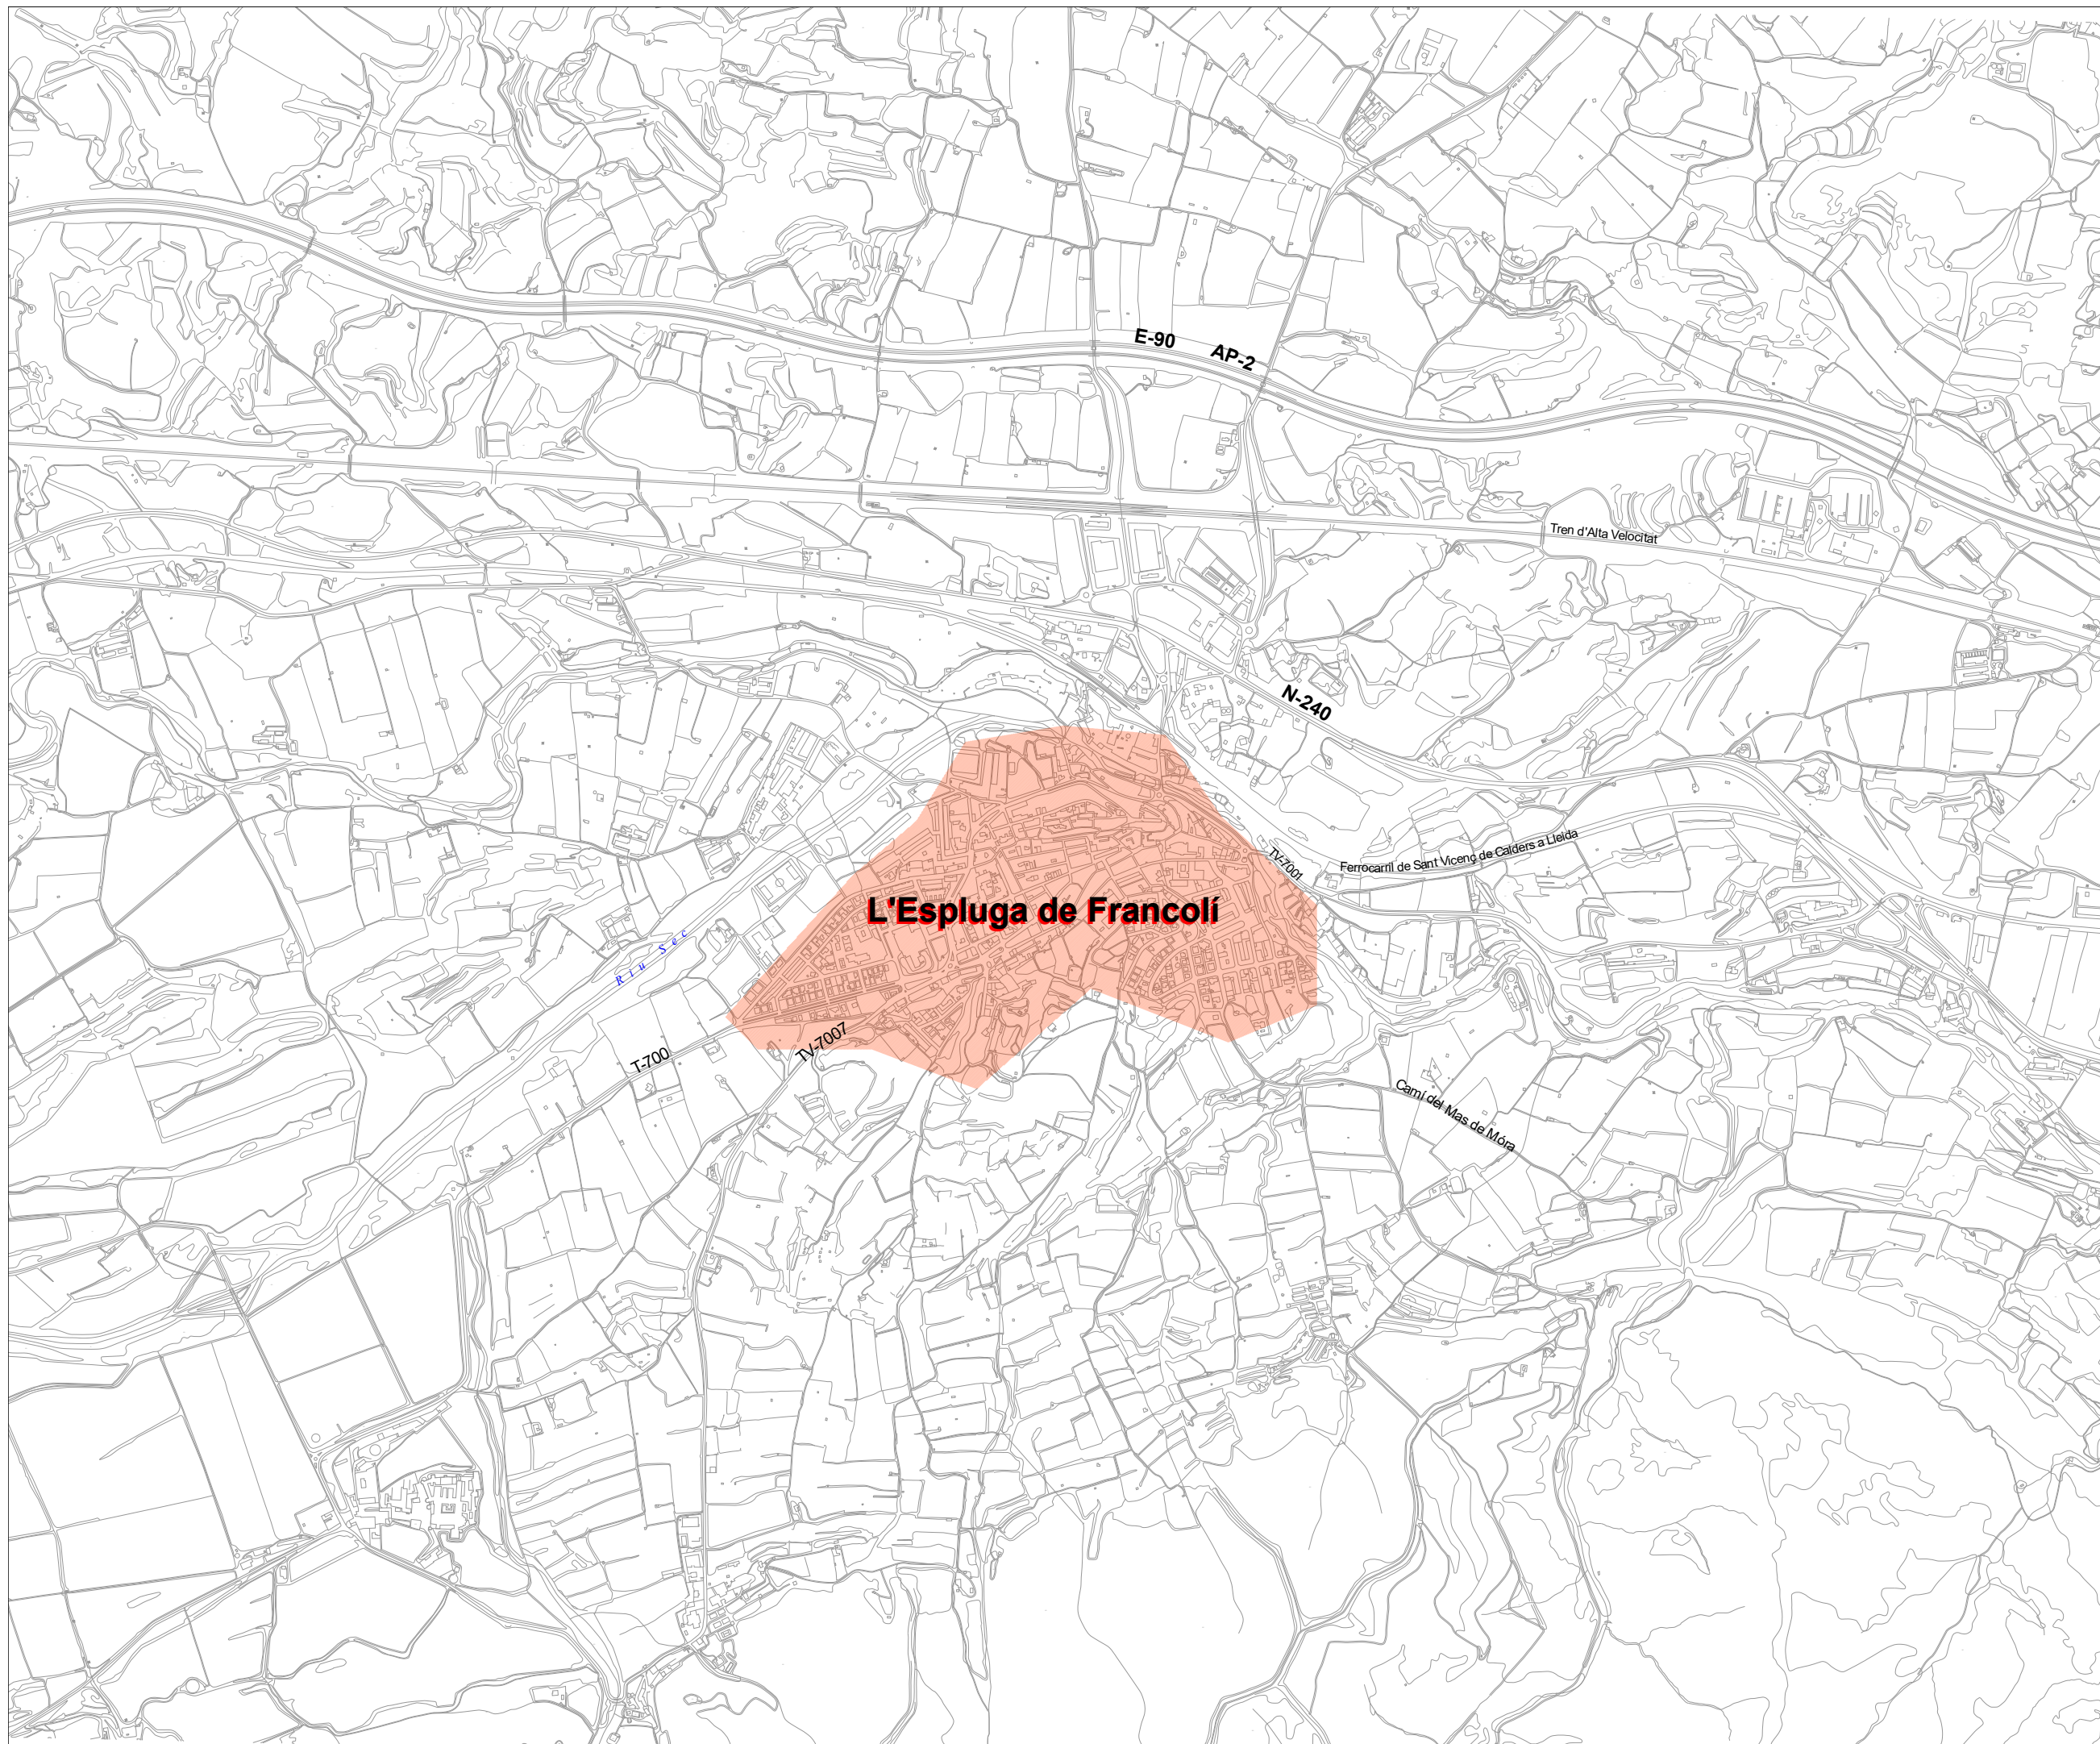 E-90
AP-2
Tren d'Alta Velocitat
N-240
Ferrocarril de Sant Vicenç de Calders a Lleida
TV-7001
L'Espluga de Francolí
Riu Sec
TV-7007
T-700
Camí del Mas de Móra